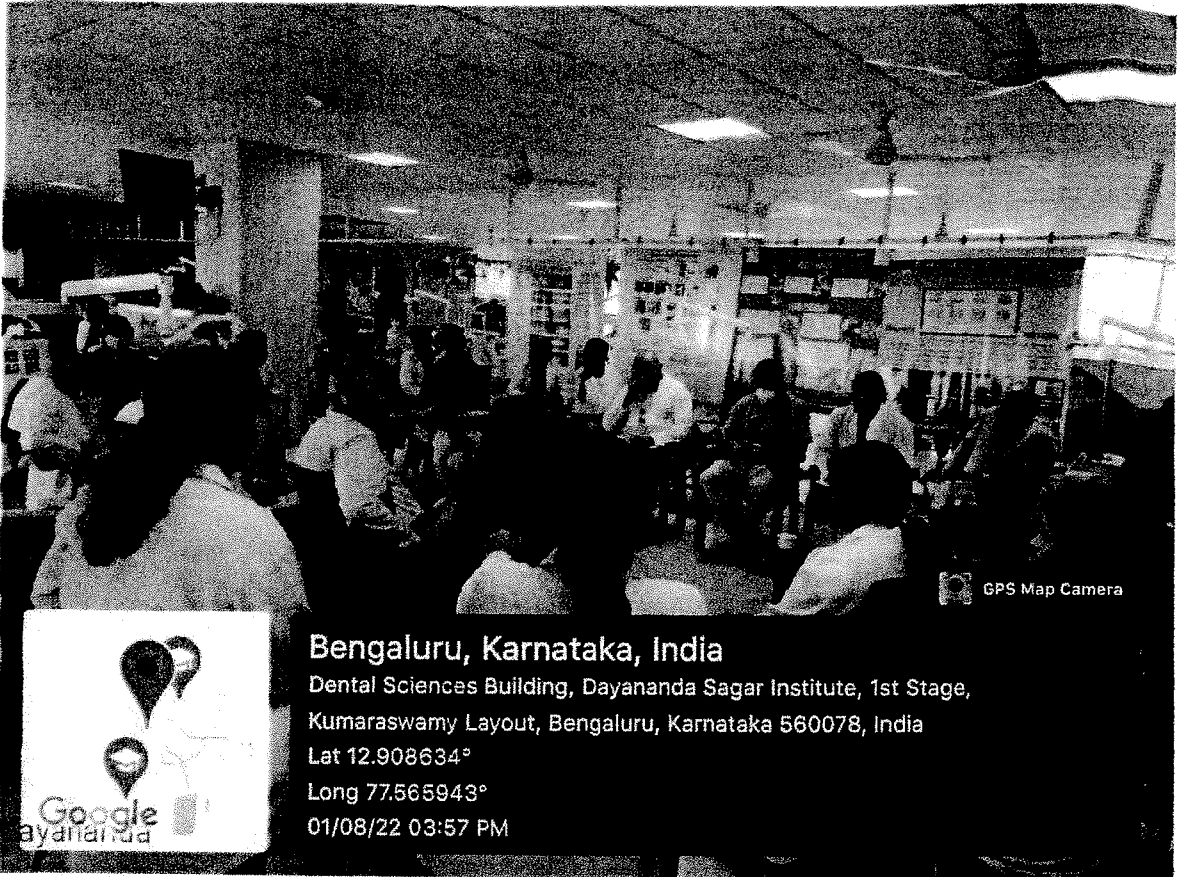 GPS Map Camera
Bengaluru, Karnataka, India
Dental Sciences Building, Dayananda Sagar Institute, 1st Stage,
Kumaraswamy Layout, Bengaluru, Karnataka 560078, India
Lat 12.908634°
Long 77.565943°
01/08/22 03:57 PM
Google
ayananda